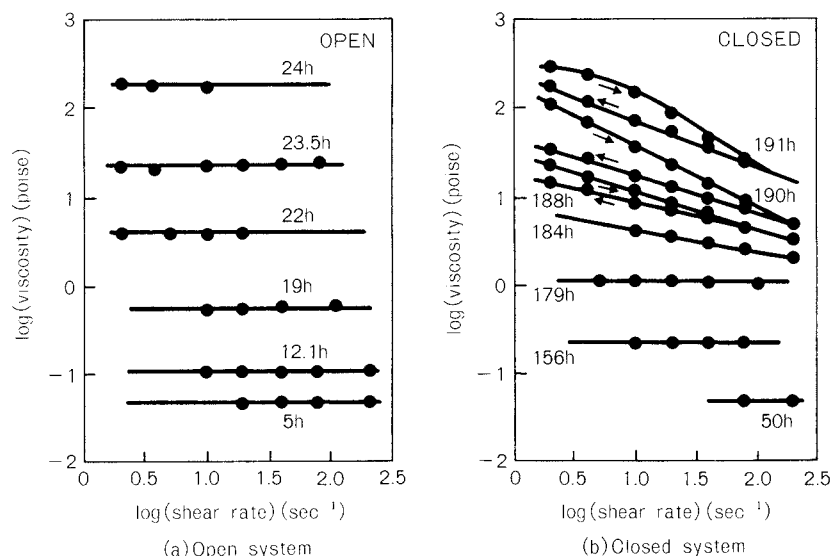 OPEN
24h
23.5h
22h
19h
12.1h
5h
3
2
1
0
−1
−2
log(viscosity)(poise)
0 0.5 1.0 1.5 2.0 2.5
log(shear rate)(sec⁻¹)
(a)Open system
CLOSED
191h
190h
188h
184h
179h
156h
50h
3
2
1
0
−1
−2
log(viscosity)(poise)
0 0.5 1.0 1.5 2.0 2.5
log(shear rate)(sec⁻¹)
(b)Closed system